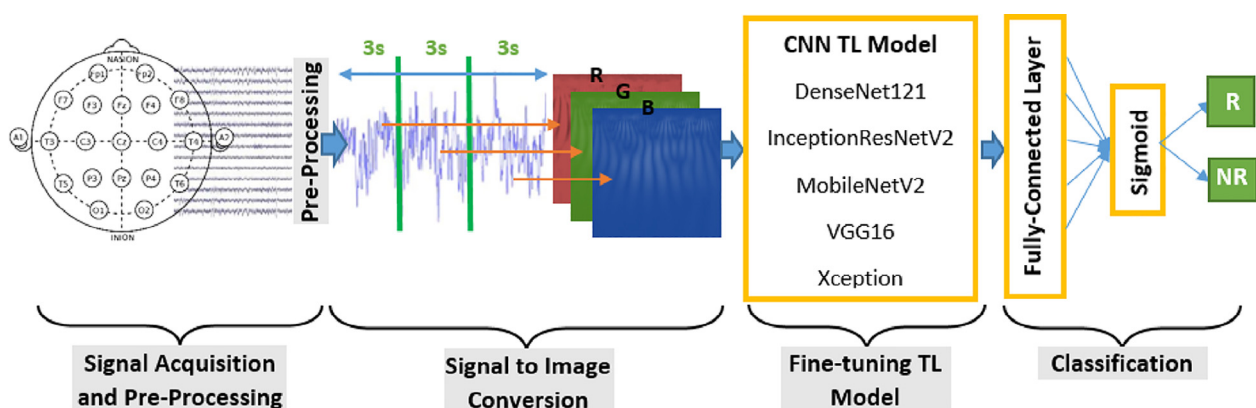 NASION
Fp1 Fp2
F7 F3 Fz F4 F8
A1 T3 C3 Cz C4 T4 A2
T5 P3 Pz P4 T6
O1 O2
INION
Pre-Processing
3s 3s 3s
R
G
B
CNN TL Model
DenseNet121
InceptionResNetV2
MobileNetV2
VGG16
Xception
Fully-Connected Layer
Sigmoid
R
NR
Signal Acquisition
and Pre-Processing
Signal to Image
Conversion
Fine-tuning TL
Model
Classification